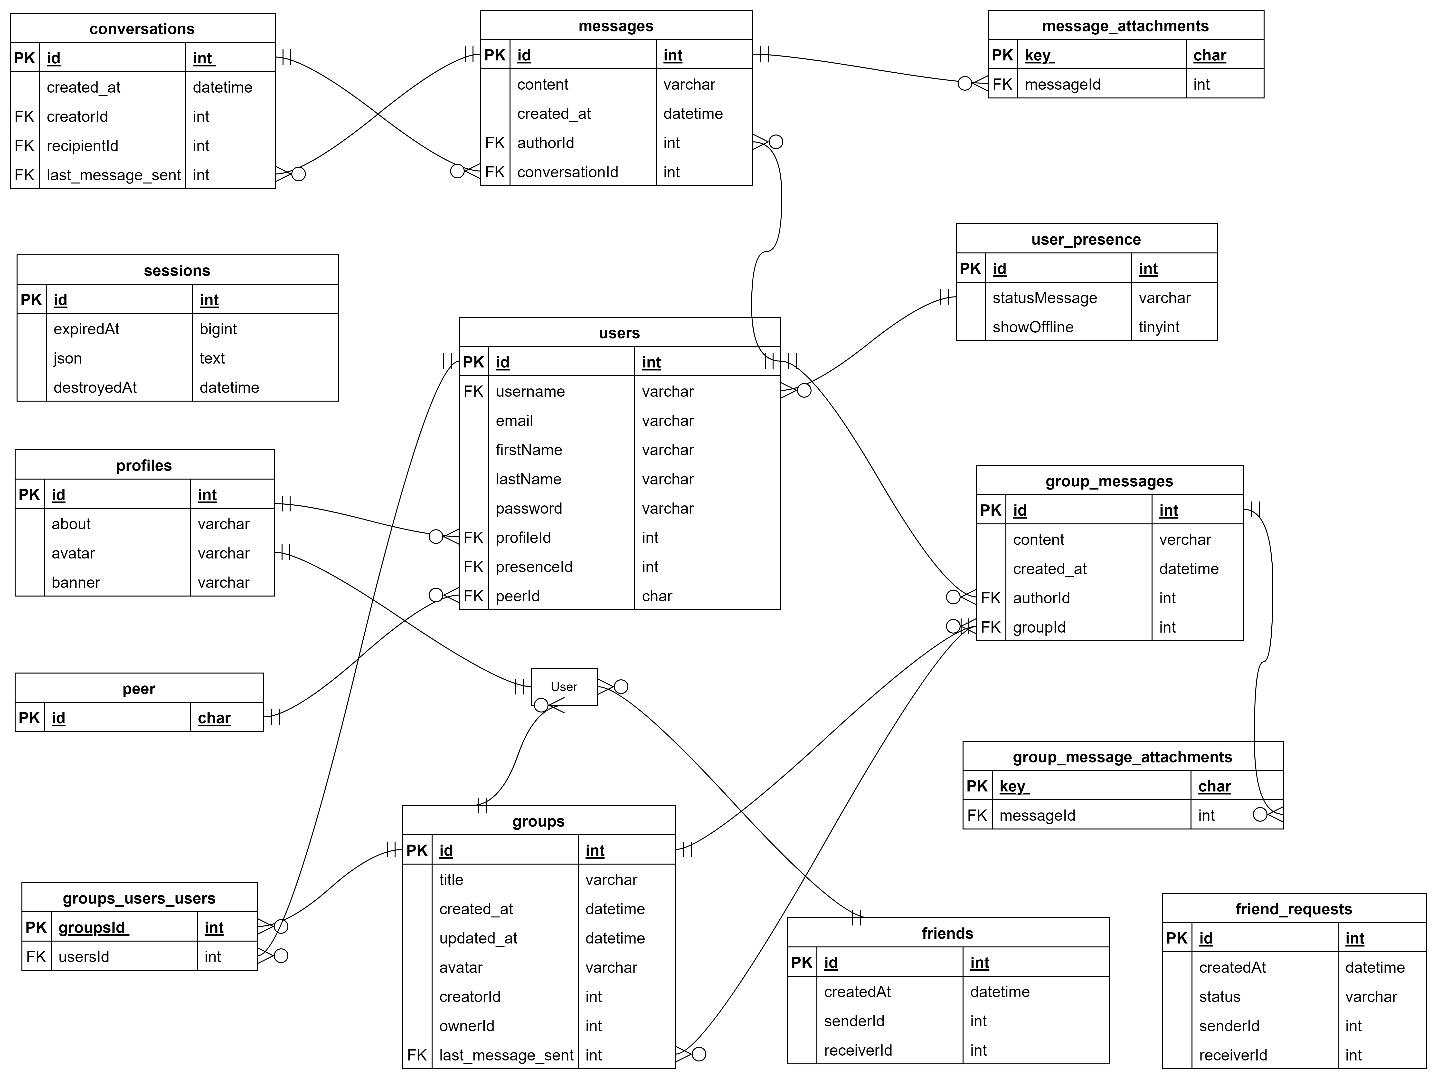 conversations
PK id int
created_at datetime
FK creatorId int
FK recipientId int
FK last_message_sent int
messages
PK id int
content varchar
created_at datetime
FK authorId int
FK conversationId int
message_attachments
PK key char
FK messageId int
sessions
PK id int
expiredAt bigint
json text
destroyedAt datetime
users
PK id int
FK username varchar
email varchar
firstName varchar
lastName varchar
password varchar
FK profileId int
FK presenceId int
FK peerId char
user_presence
PK id int
statusMessage varchar
showOffline tinyint
profiles
PK id int
about varchar
avatar varchar
banner varchar
group_messages
PK id int
content verchar
created_at datetime
FK authorId int
FK groupId int
peer
PK id char
User
group_message_attachments
PK key char
FK messageId int
groups
PK id int
title varchar
created_at datetime
updated_at datetime
avatar varchar
creatorId int
ownerId int
FK last_message_sent int
groups_users_users
PK groupsId int
FK usersId int
friends
PK id int
createdAt datetime
senderId int
receiverId int
friend_requests
PK id int
createdAt datetime
status varchar
senderId int
receiverId int